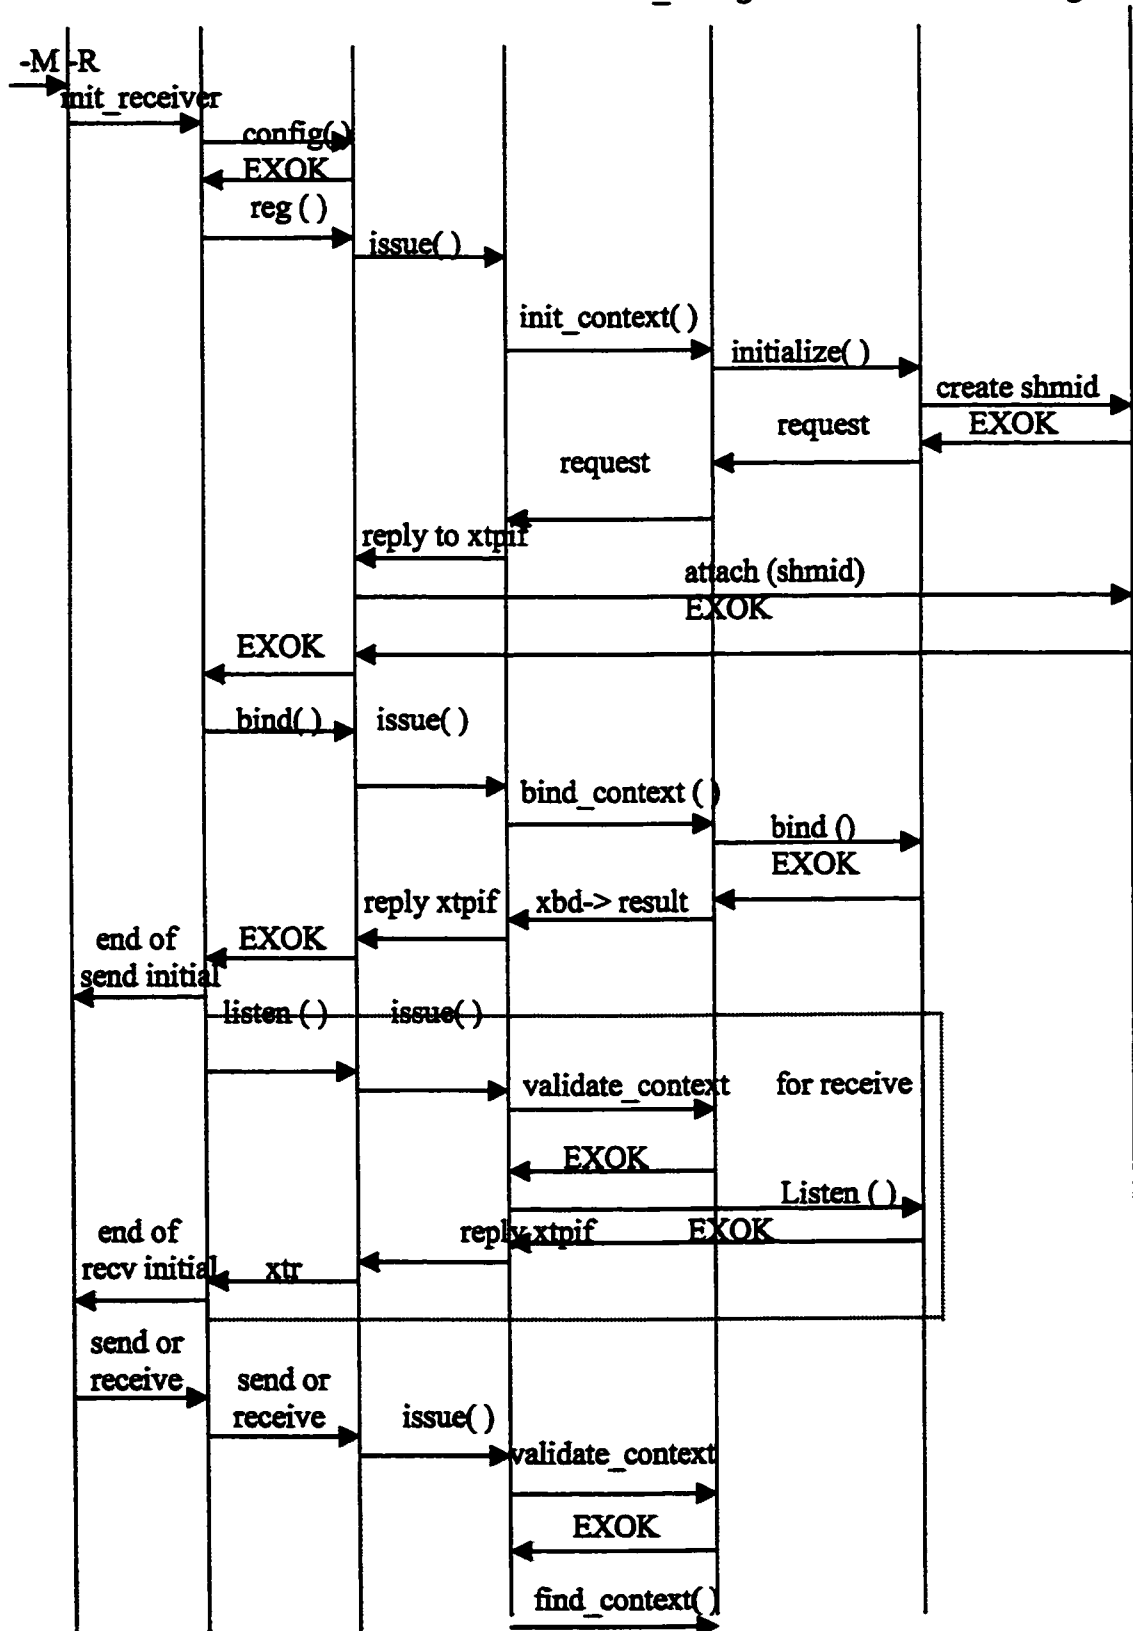 -M -R
init_receiver
config( )
EXOK
reg ( )
issue( )
init_context( )
initialize( )
create shmid
request
EXOK
request
reply to xtpif
attach (shmid)
EXOK
EXOK
bind( )
issue( )
bind_context ( )
bind ()
EXOK
reply xtpif
xbd-> result
end of
send initial
EXOK
listen ( )
issue( )
validate_context
for receive
EXOK
Listen ( )
reply xtpif
EXOK
end of
recv initial
xtr
send or
receive
send or
receive
issue( )
validate_context
EXOK
find_context( )